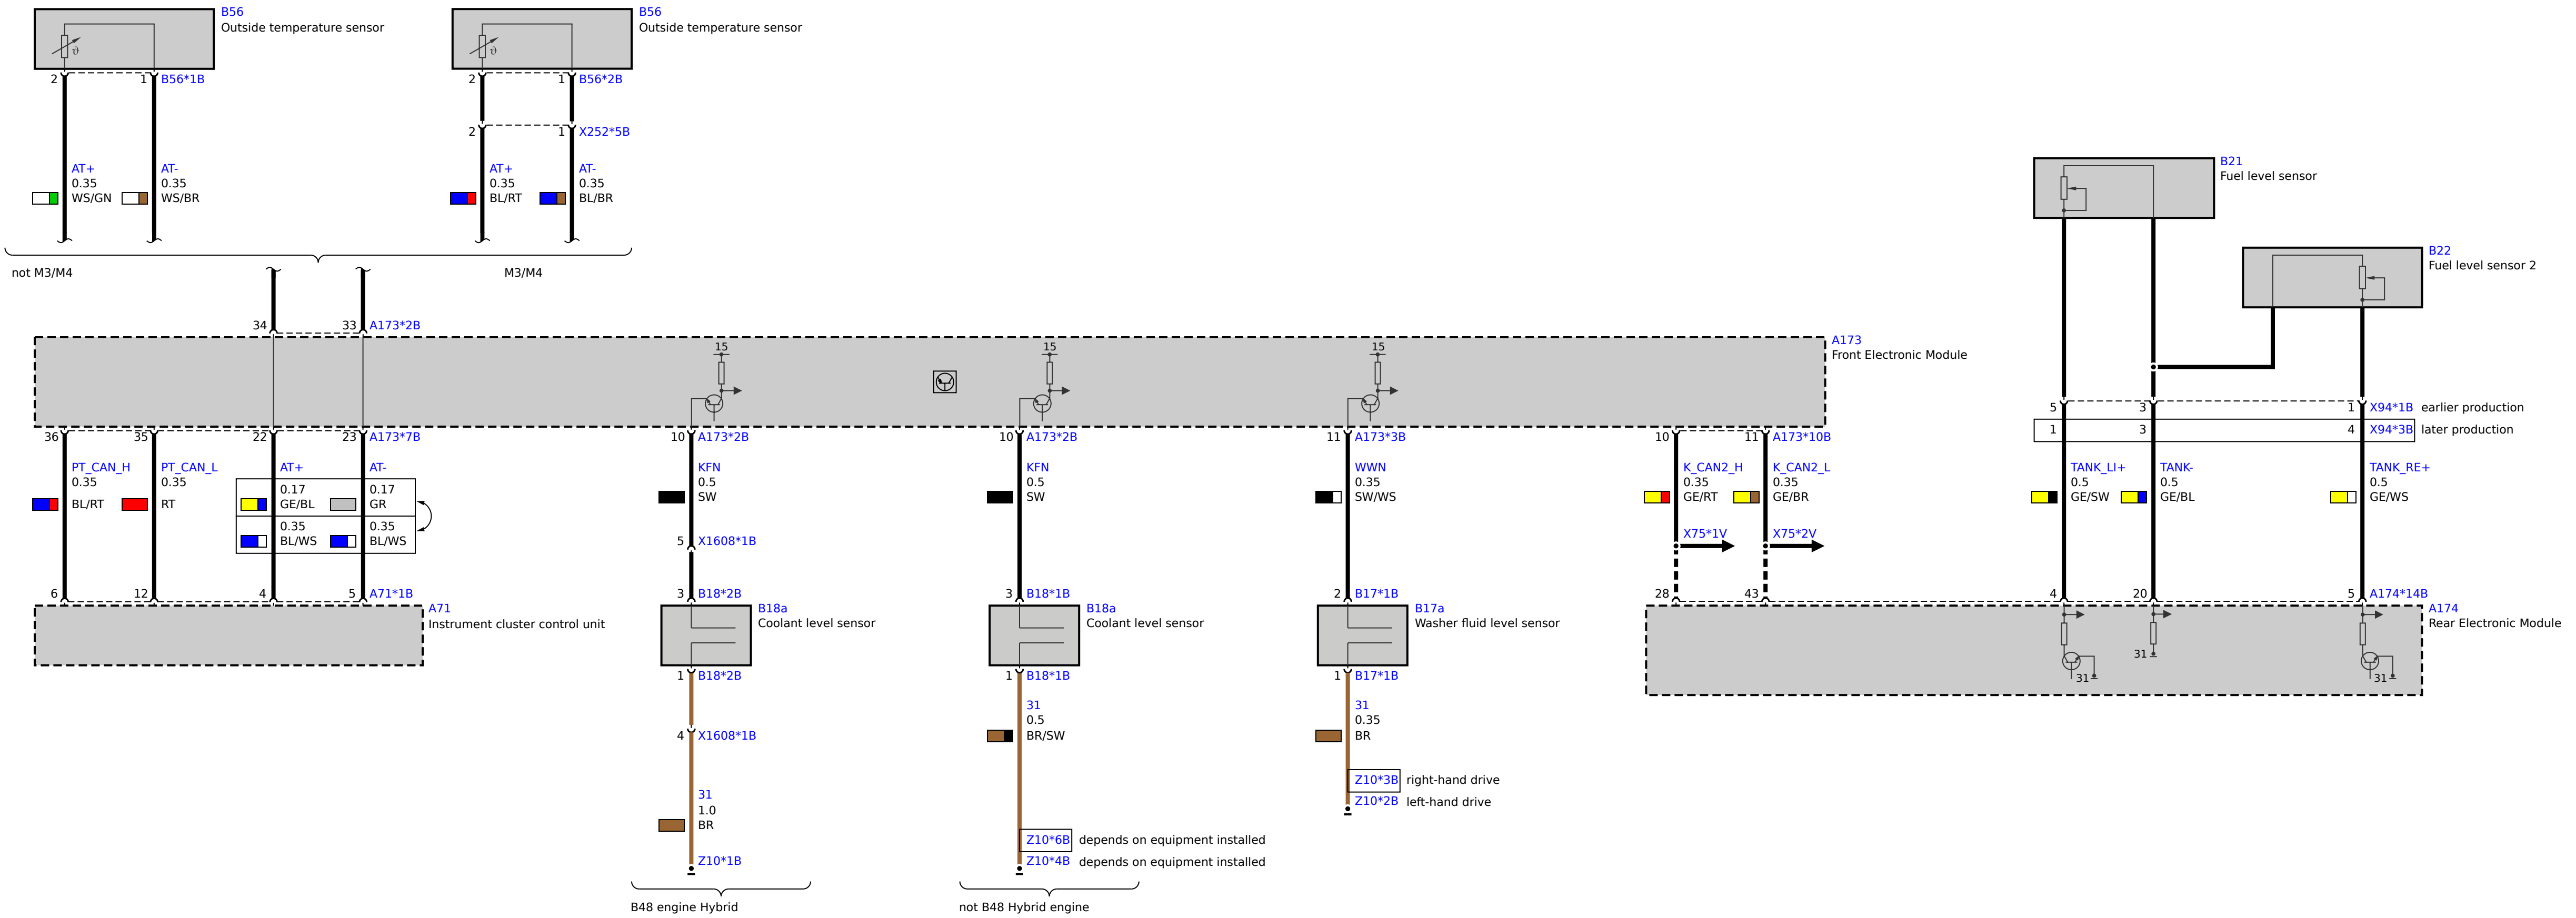 B56
Outside temperature sensor
ϑ
2
1
B56*1B
AT+
0.35
WS/GN
AT-
0.35
WS/BR
B56
Outside temperature sensor
ϑ
2
1
B56*2B
2
1
X252*5B
AT+
0.35
BL/RT
AT-
0.35
BL/BR
not M3/M4
M3/M4
34
33
A173*2B
B21
Fuel level sensor
B22
Fuel level sensor 2
A173
Front Electronic Module
15
15
15
5
3
1
X94*1B
earlier production
1
3
4
X94*3B
later production
36
35
22
23
A173*7B
PT_CAN_H
0.35
BL/RT
PT_CAN_L
0.35
RT
AT+
0.17
GE/BL
0.35
BL/WS
AT-
0.17
GR
0.35
BL/WS
6
12
4
5
A71*1B
A71
Instrument cluster control unit
10
A173*2B
KFN
0.5
SW
5
X1608*1B
3
B18*2B
B18a
Coolant level sensor
1
B18*2B
4
X1608*1B
31
1.0
BR
Z10*1B
B48 engine Hybrid
10
A173*2B
KFN
0.5
SW
3
B18*1B
B18a
Coolant level sensor
1
B18*1B
31
0.5
BR/SW
Z10*6B
depends on equipment installed
Z10*4B
depends on equipment installed
not B48 Hybrid engine
11
A173*3B
WWN
0.35
SW/WS
2
B17*1B
B17a
Washer fluid level sensor
1
B17*1B
31
0.35
BR
Z10*3B
right-hand drive
Z10*2B
left-hand drive
10
11
A173*10B
K_CAN2_H
0.35
GE/RT
K_CAN2_L
0.35
GE/BR
X75*1V
X75*2V
28
43
TANK_LI+
0.5
GE/SW
TANK-
0.5
GE/BL
TANK_RE+
0.5
GE/WS
4
20
5
A174*14B
A174
Rear Electronic Module
31
31
31